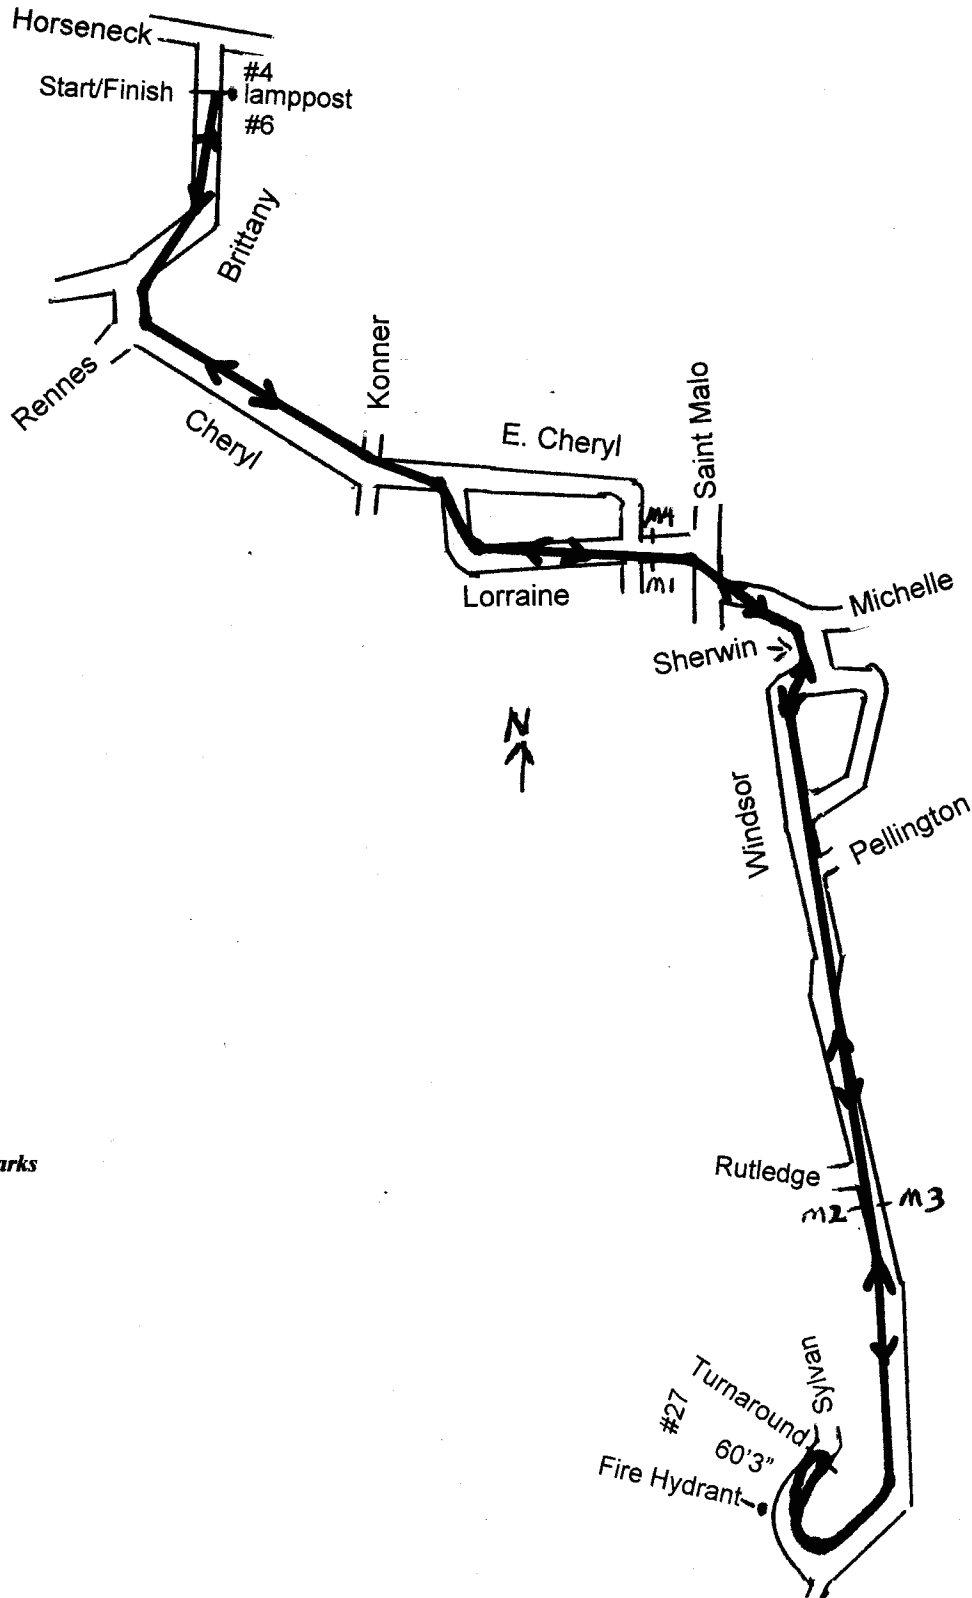 Horseneck
#4
Start/Finish
lamppost
#6
Brittany
Rennes
Konner
Cheryl
E. Cheryl
Saint Malo
M4
M1
Lorraine
Michelle
Sherwin
N
Windsor
Pellington
arks
Rutledge
M2
M3
Sylvan
Turnaround
#27
60'3"
Fire Hydrant